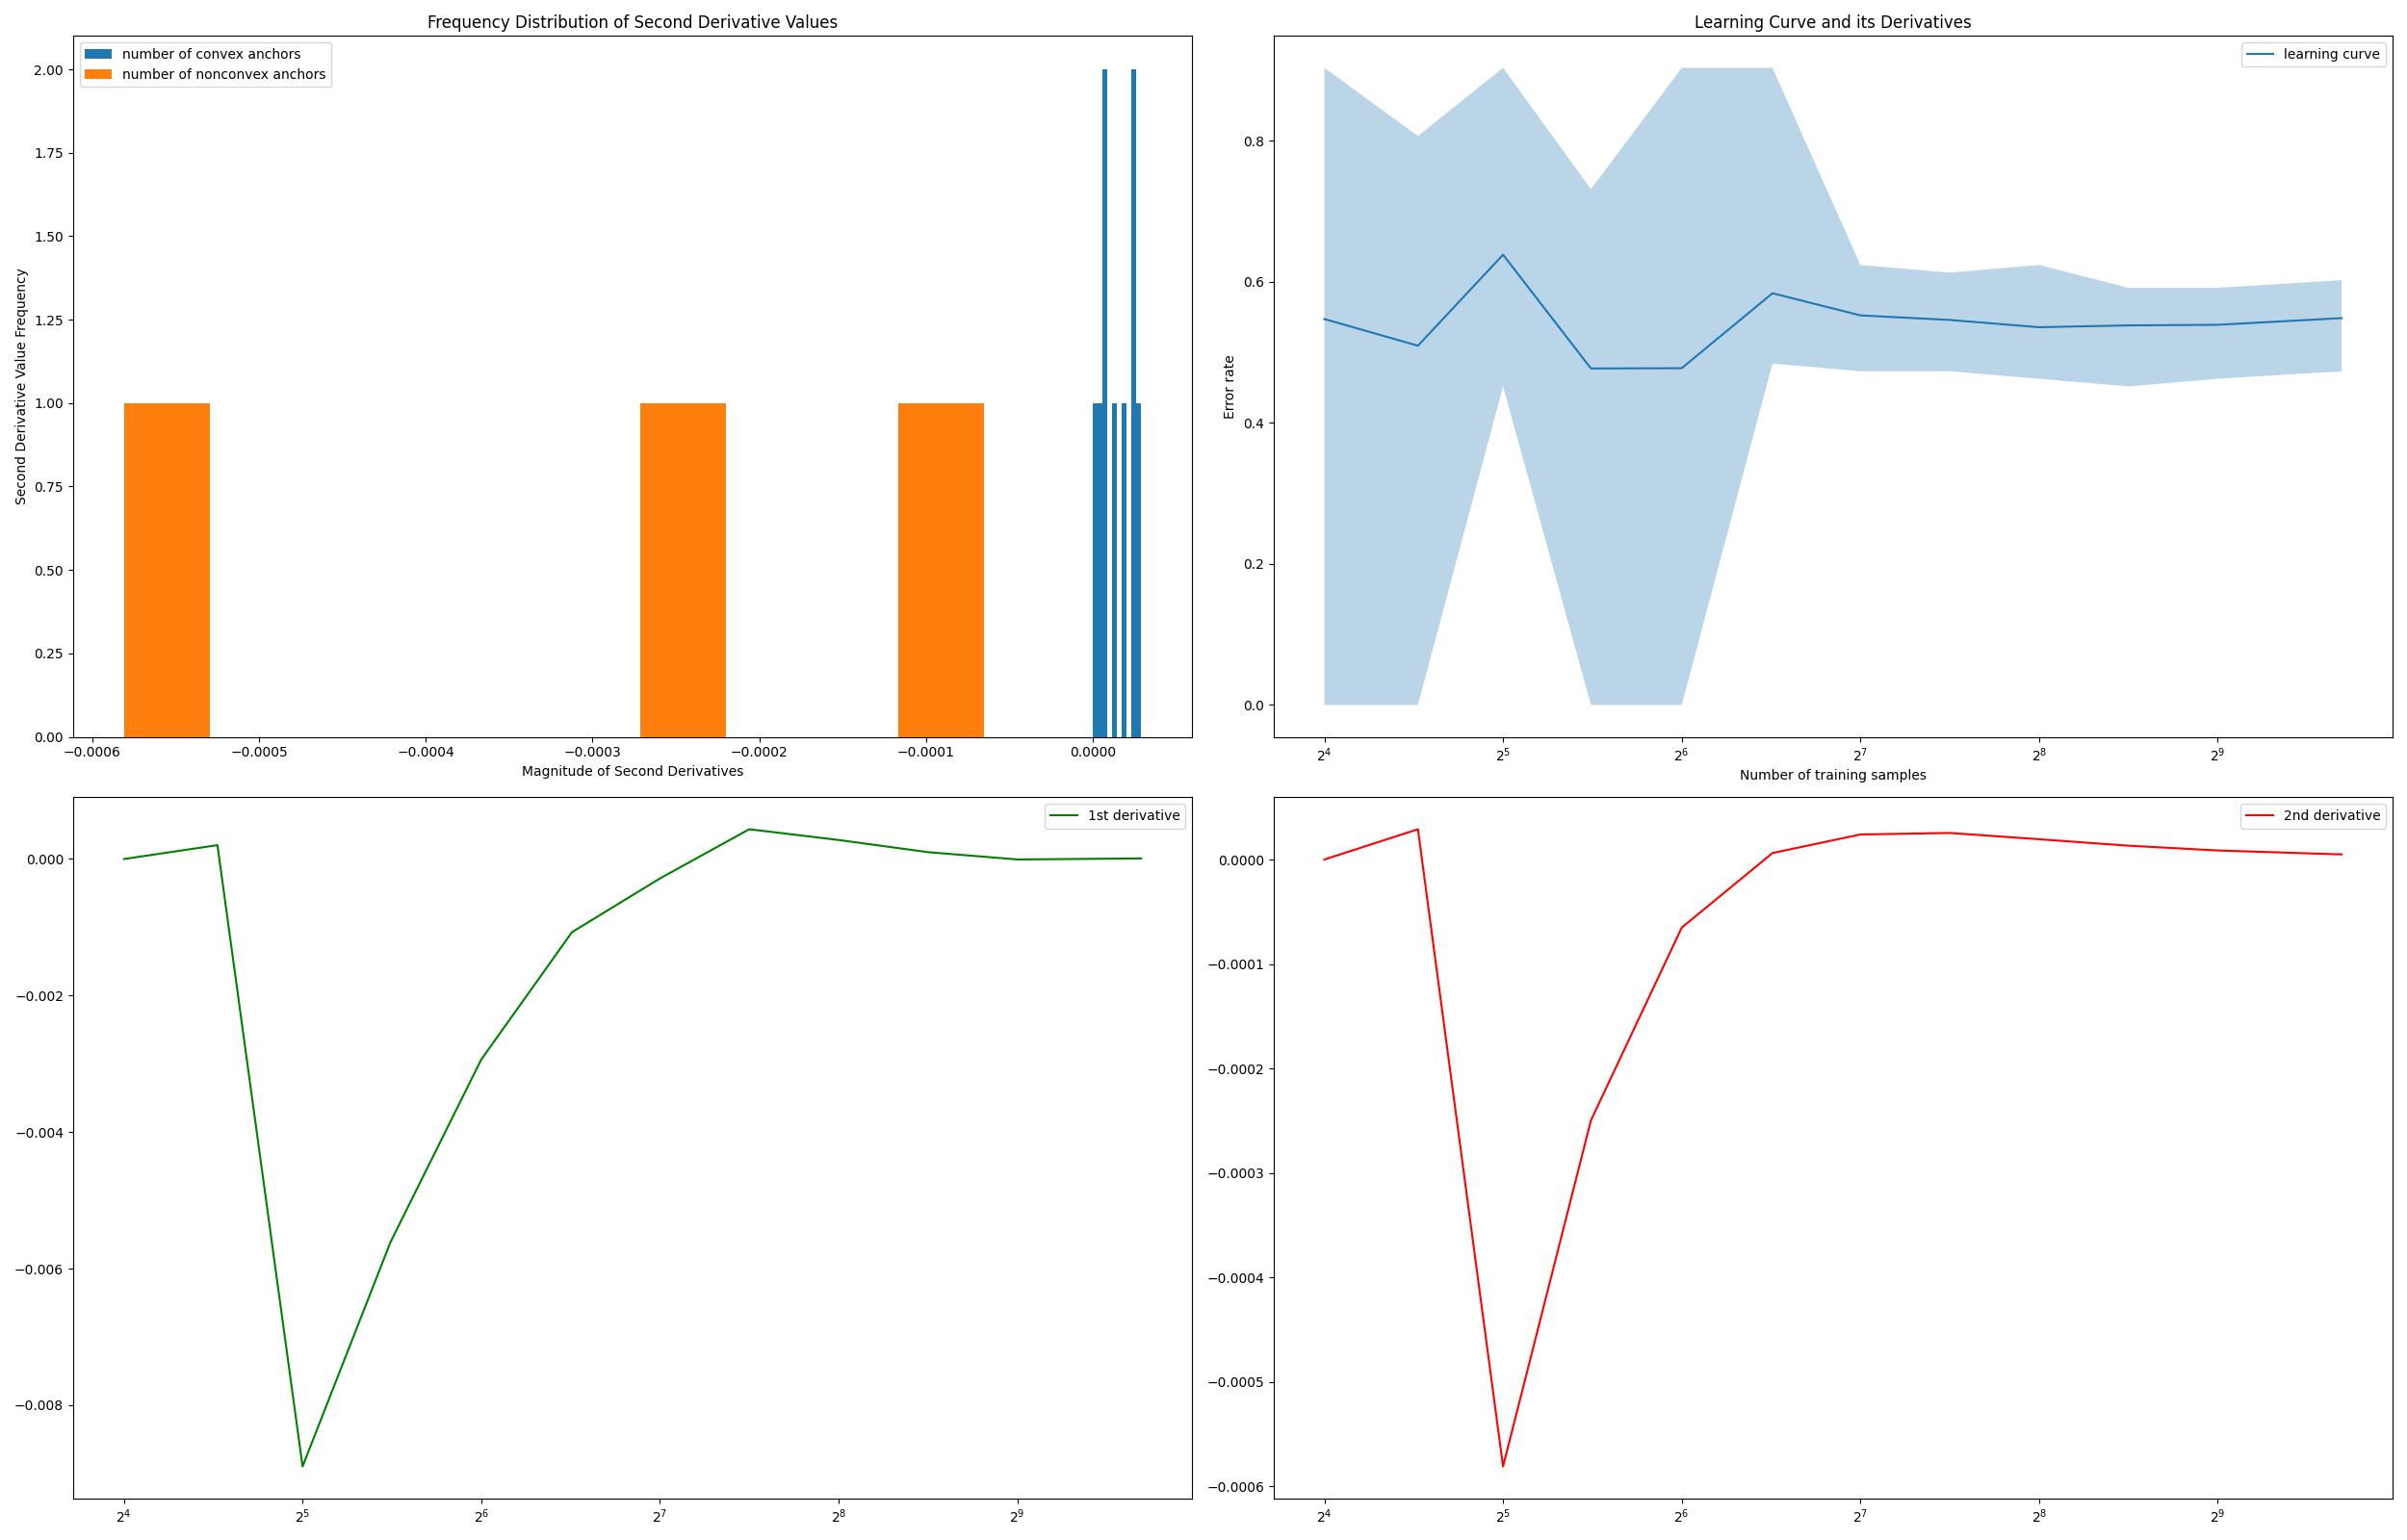 Frequency Distribution of Second Derivative Values
number of convex anchors
number of nonconvex anchors
2.00
1.75
1.50
1.25
1.00
0.75
0.50
0.25
0.00
Second Derivative Value Frequency
−0.0006 −0.0005 −0.0004 −0.0003 −0.0002 −0.0001 0.0000
Magnitude of Second Derivatives
Learning Curve and its Derivatives
learning curve
0.8
0.6
0.4
0.2
0.0
Error rate
2⁴ 2⁵ 2⁶ 2⁷ 2⁸ 2⁹
Number of training samples
1st derivative
0.000
−0.002
−0.004
−0.006
−0.008
2⁴ 2⁵ 2⁶ 2⁷ 2⁸ 2⁹
2nd derivative
0.0000
−0.0001
−0.0002
−0.0003
−0.0004
−0.0005
−0.0006
2⁴ 2⁵ 2⁶ 2⁷ 2⁸ 2⁹